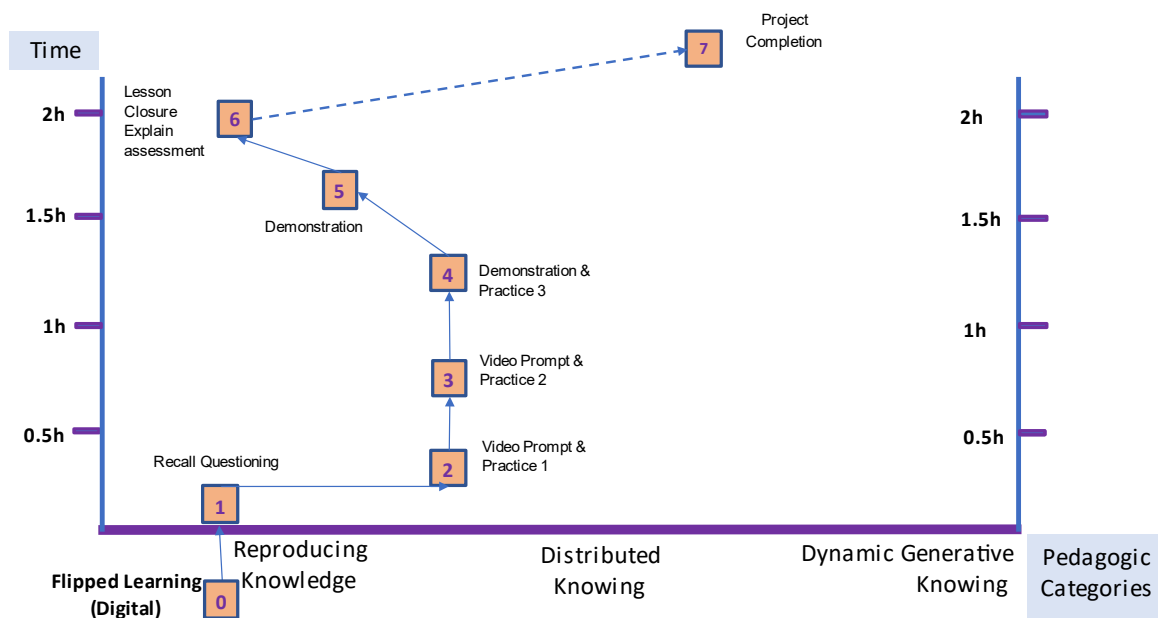 Project
Completion
7
Time
Lesson
Closure
Explain
assessment
6
2h
2h
5
Demonstration
1.5h
1.5h
4
Demonstration &
Practice 3
1h
1h
3
Video Prompt &
Practice 2
0.5h
0.5h
Recall Questioning
2
Video Prompt &
Practice 1
1
Reproducing
Knowledge
Distributed
Knowing
Dynamic Generative
Knowing
Pedagogic
Categories
Flipped Learning
(Digital)
0